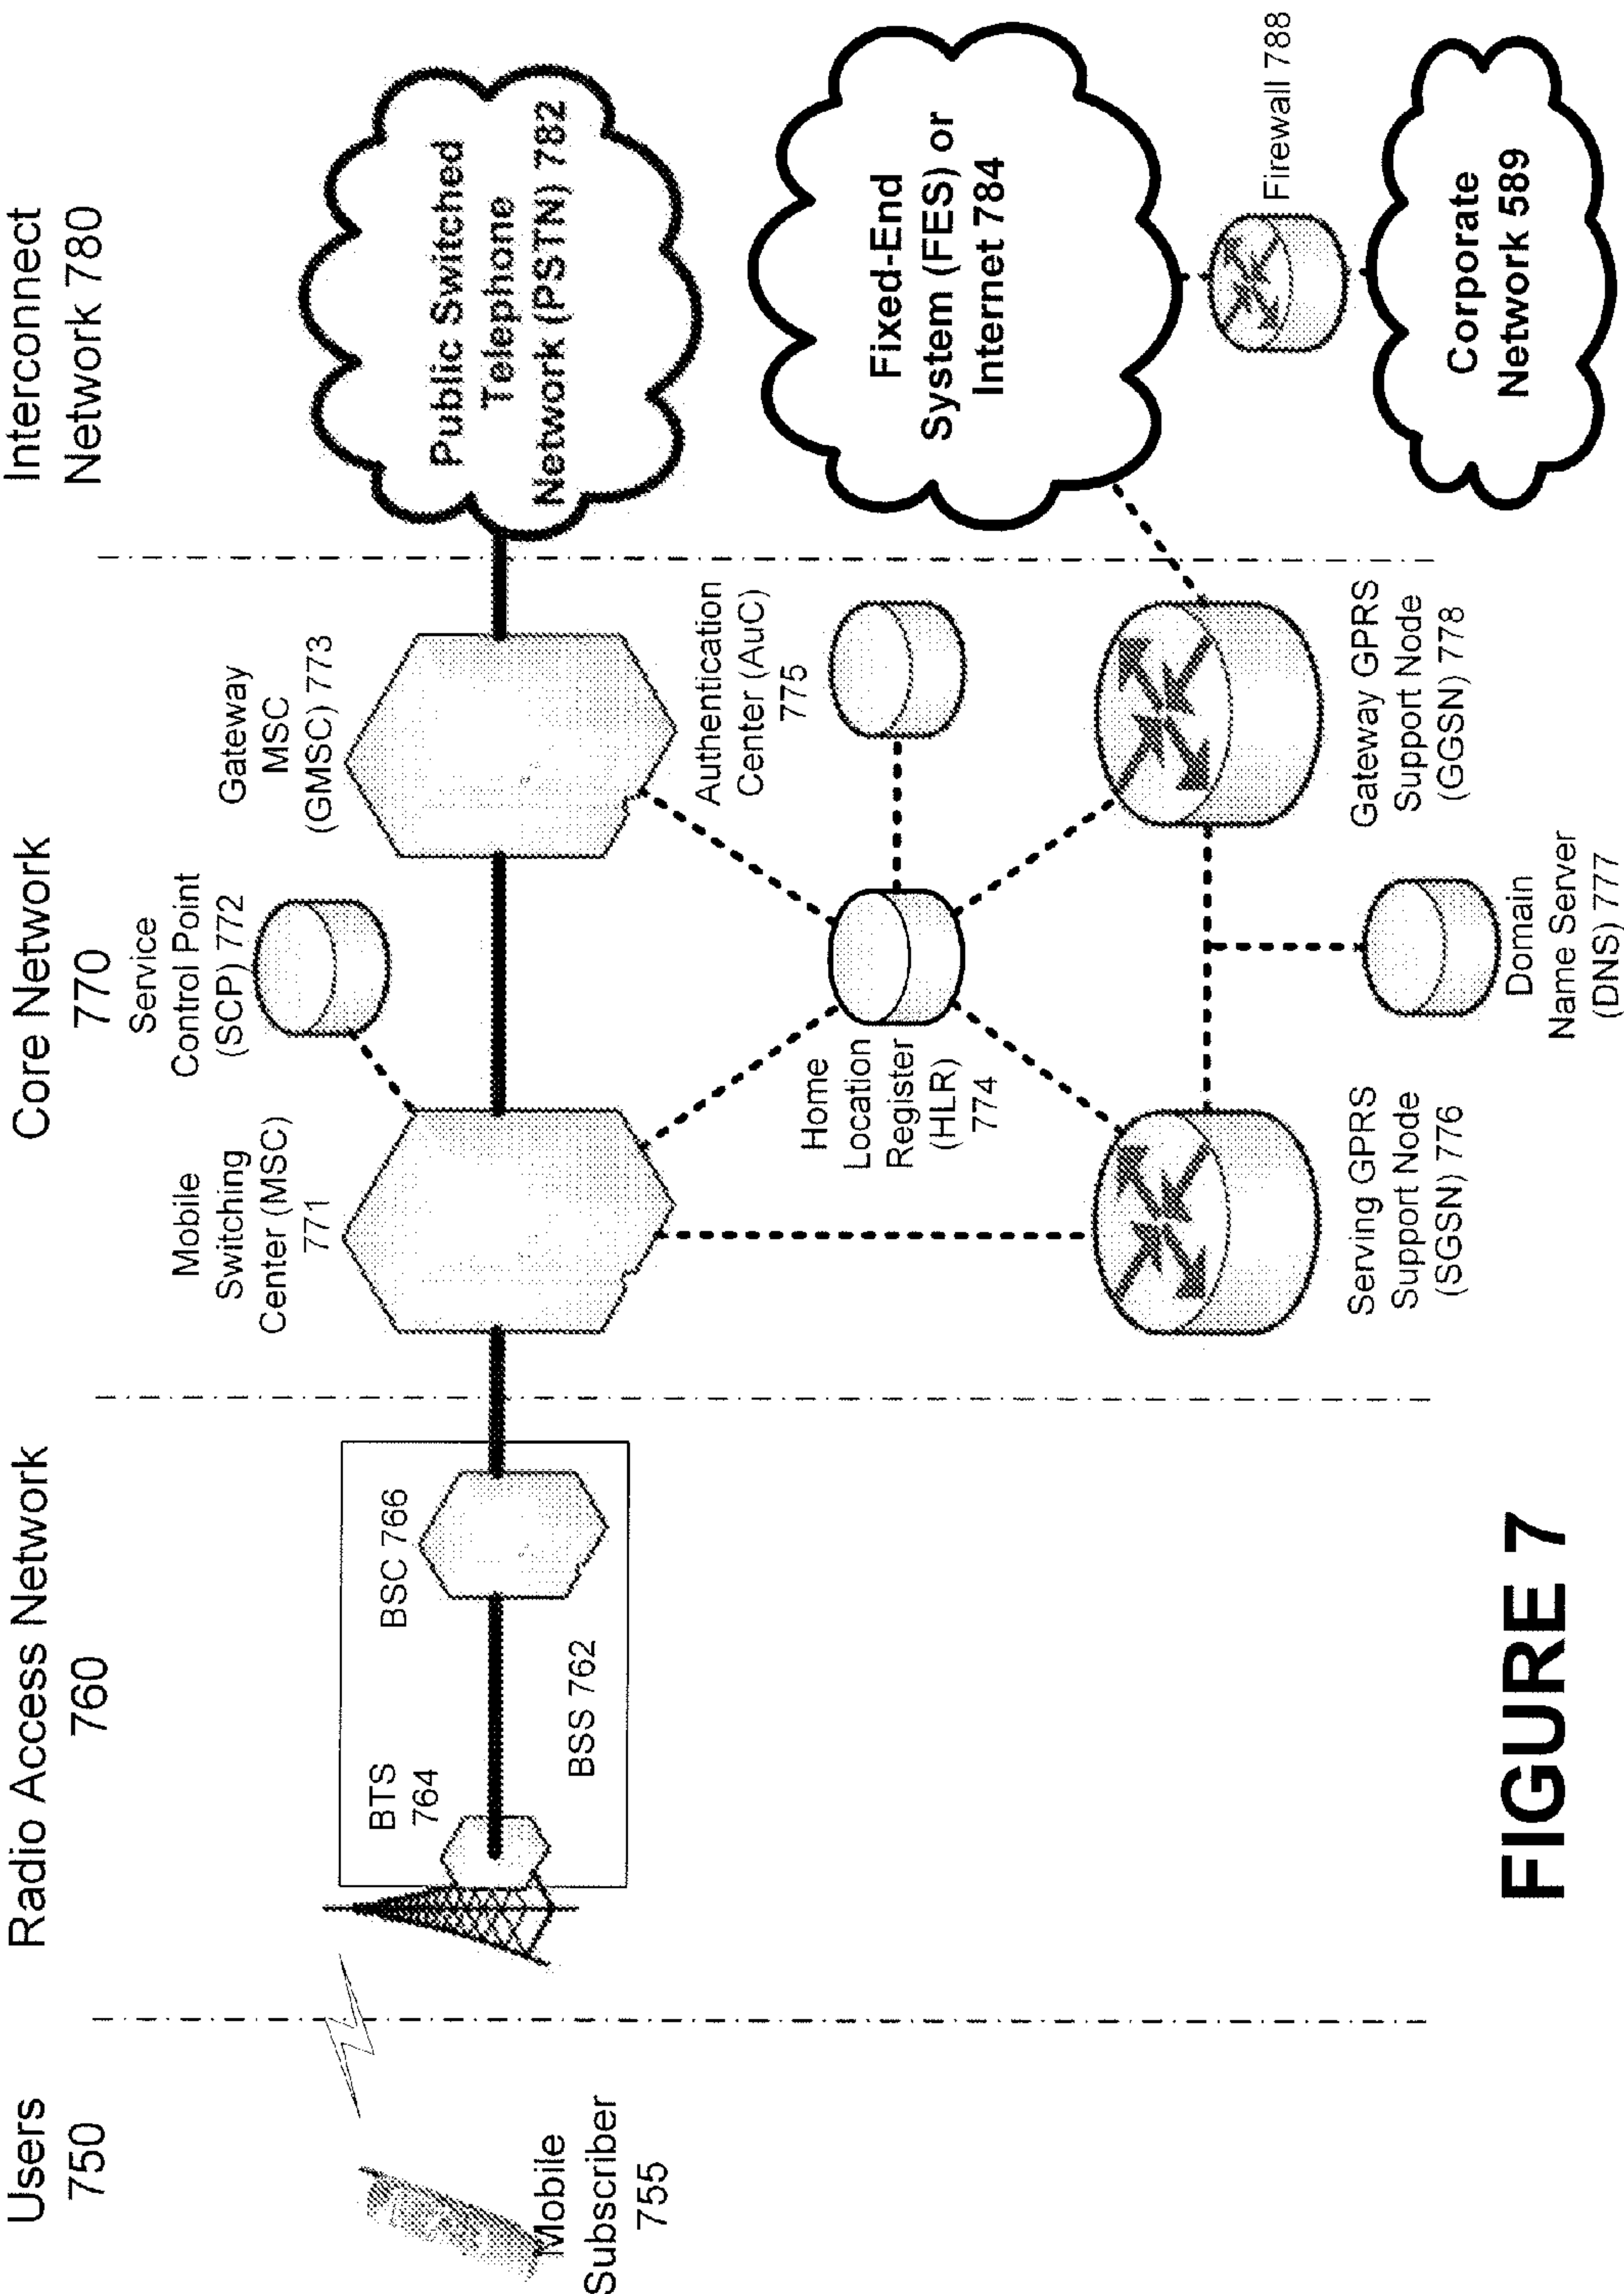 Users
750
Radio Access Network
760
Core Network
770
Interconnect
Network 780
Mobile
Subscriber
755
BTS
764
BSC 766
BSS 762
Mobile
Switching
Center (MSC)
771
Service
Control Point
(SCP) 772
Gateway
MSC
(GMSC) 773
Home
Location
Register
(HLR)
774
Authentication
Center (AuC)
775
Serving GPRS
Support Node
(SGSN) 776
Domain
Name Server
(DNS) 777
Gateway GPRS
Support Node
(GGSN) 778
Public Switched
Telephone
Network (PSTN) 782
Fixed-End
System (FES) or
Internet 784
Firewall 788
Corporate
Network 589
FIGURE 7